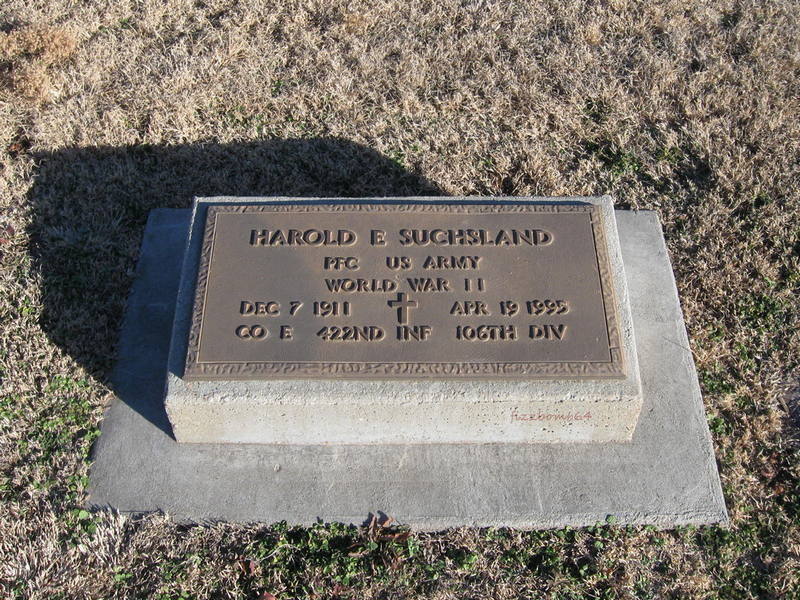 HAROLD E SUCHSLAND
PFC US ARMY
WORLD WAR II
DEC 7 1911 APR 19 1995
CO E 422ND INF 106TH DIV
fizzbomb64